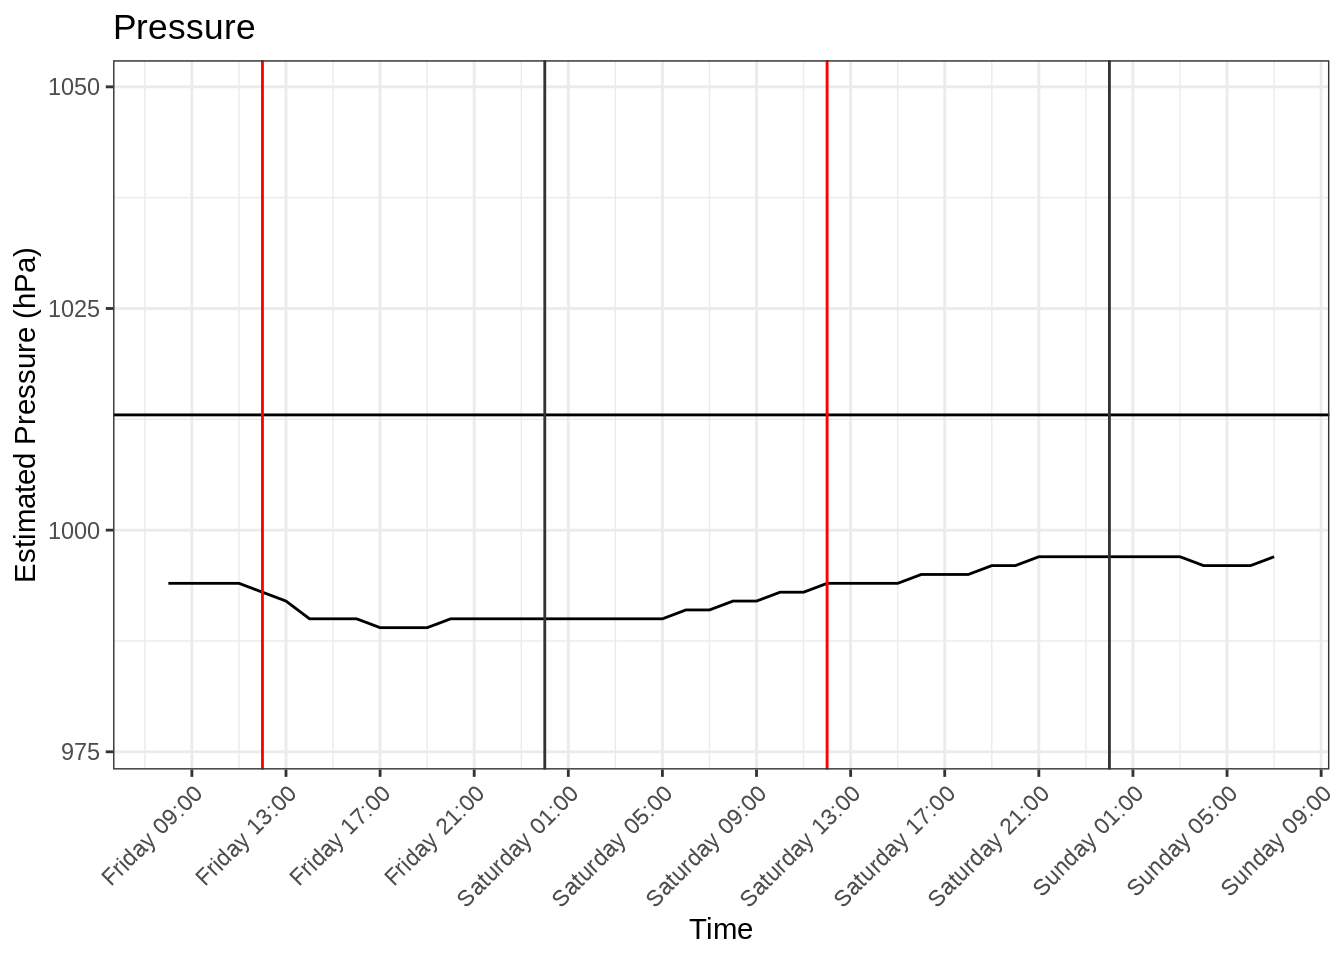 Pressure
1050
1025
1000
975
Estimated Pressure (hPa)
Friday 09:00
Friday 13:00
Friday 17:00
Friday 21:00
Saturday 01:00
Saturday 05:00
Saturday 09:00
Saturday 13:00
Saturday 17:00
Saturday 21:00
Sunday 01:00
Sunday 05:00
Sunday 09:00
Time